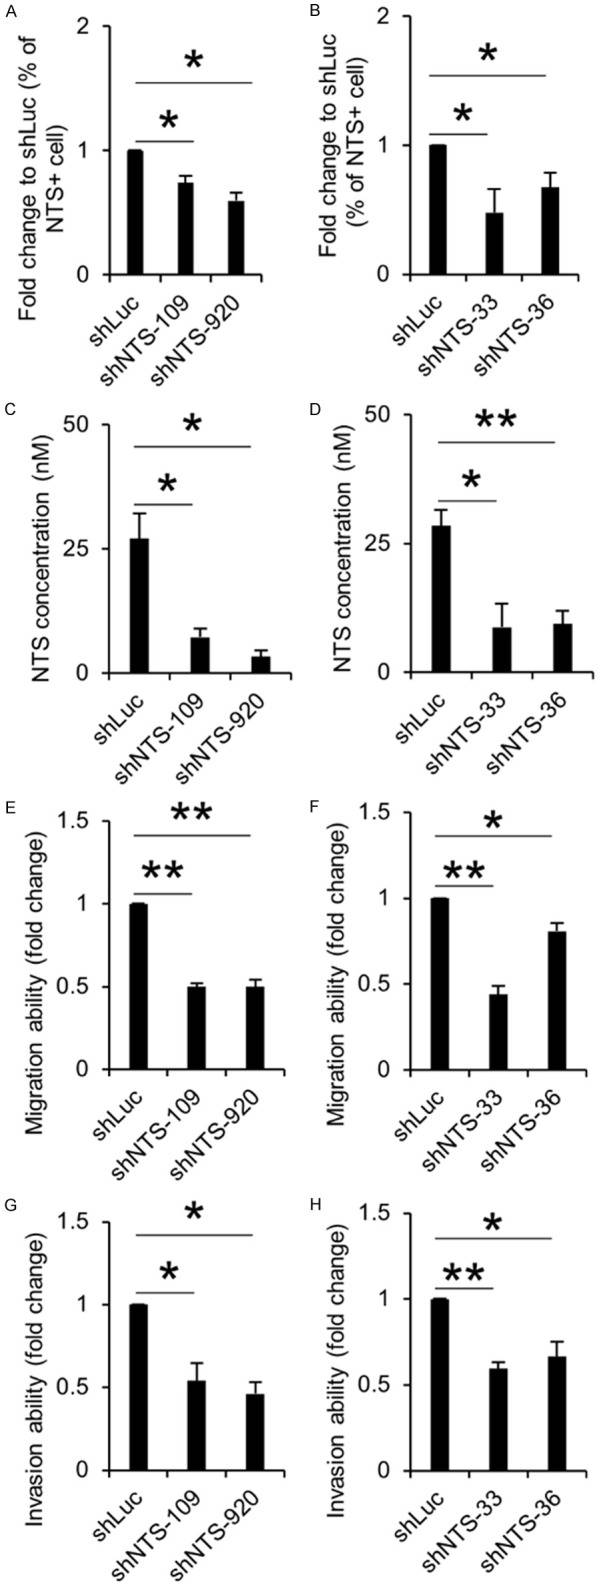 A
Fold change to shLuc (% of
NTS+ cell)
2
1
0
*
*
shLuc
shNTS-109
shNTS-920
B
Fold change to shLuc
(% of NTS+ cell)
2
1
0
*
*
shLuc
shNTS-33
shNTS-36
C
NTS concentration (nM)
50
25
0
*
*
shLuc
shNTS-109
shNTS-920
D
NTS concentration (nM)
50
25
0
**
*
shLuc
shNTS-33
shNTS-36
E
Migration ability (fold change)
1.5
1
0.5
0
**
**
shLuc
shNTS-109
shNTS-920
F
Migration ability (fold change)
1.5
1
0.5
0
*
**
shLuc
shNTS-33
shNTS-36
G
Invasion ability (fold change)
1.5
1
0.5
0
*
*
shLuc
shNTS-109
shNTS-920
H
Invasion ability (fold change)
1.5
1
0.5
0
*
**
shLuc
shNTS-33
shNTS-36